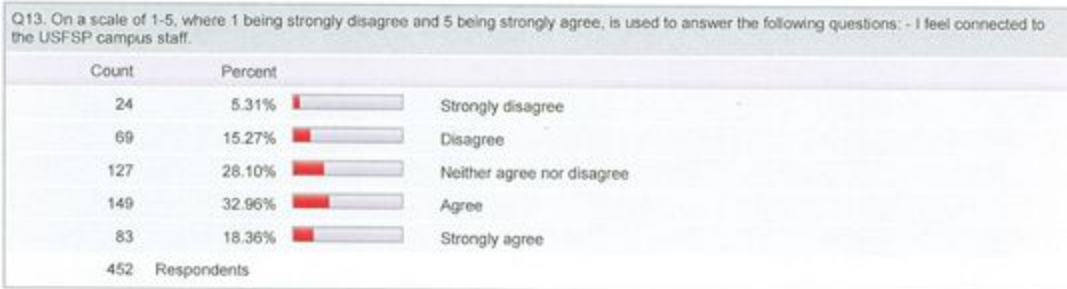 Q13. On a scale of 1-5, where 1 being strongly disagree and 5 being strongly agree, is used to answer the following questions: - I feel connected to
the USFSP campus staff.
Count Percent
24 5.31% Strongly disagree
69 15.27% Disagree
127 28.10% Neither agree nor disagree
149 32.96% Agree
83 18.36% Strongly agree
452 Respondents